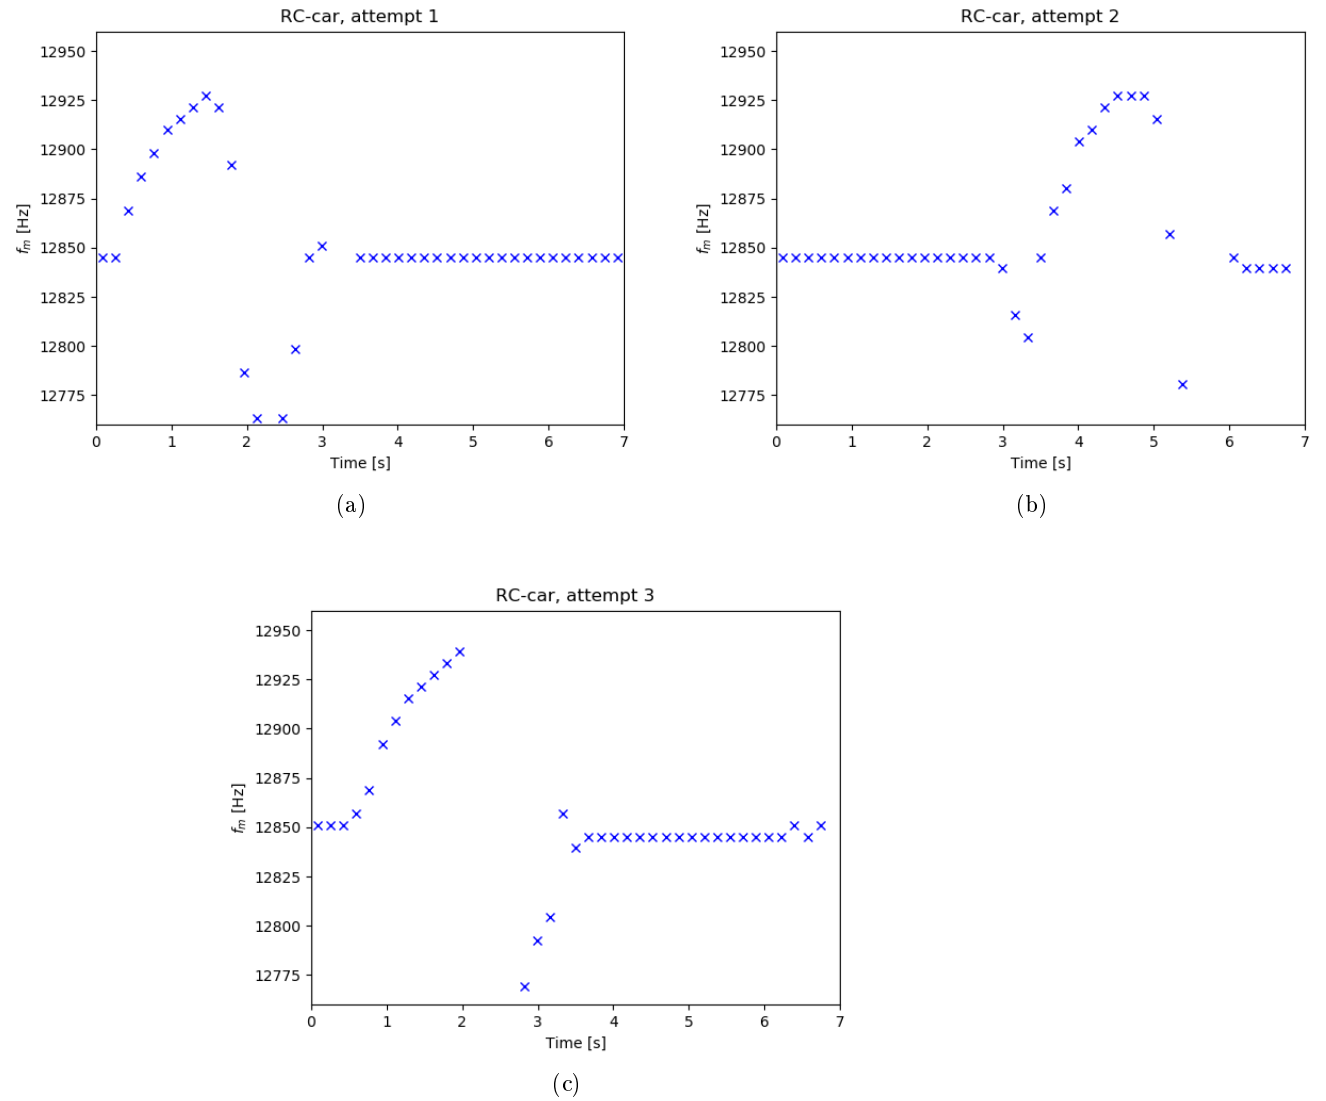 RC-car, attempt 1
12950
12925
12900
12875
12850
12825
12800
12775
f_m [Hz]
0 1 2 3 4 5 6 7
Time [s]
(a)
RC-car, attempt 2
12950
12925
12900
12875
12850
12825
12800
12775
f_m [Hz]
0 1 2 3 4 5 6 7
Time [s]
(b)
RC-car, attempt 3
12950
12925
12900
12875
12850
12825
12800
12775
f_m [Hz]
0 1 2 3 4 5 6 7
Time [s]
(c)